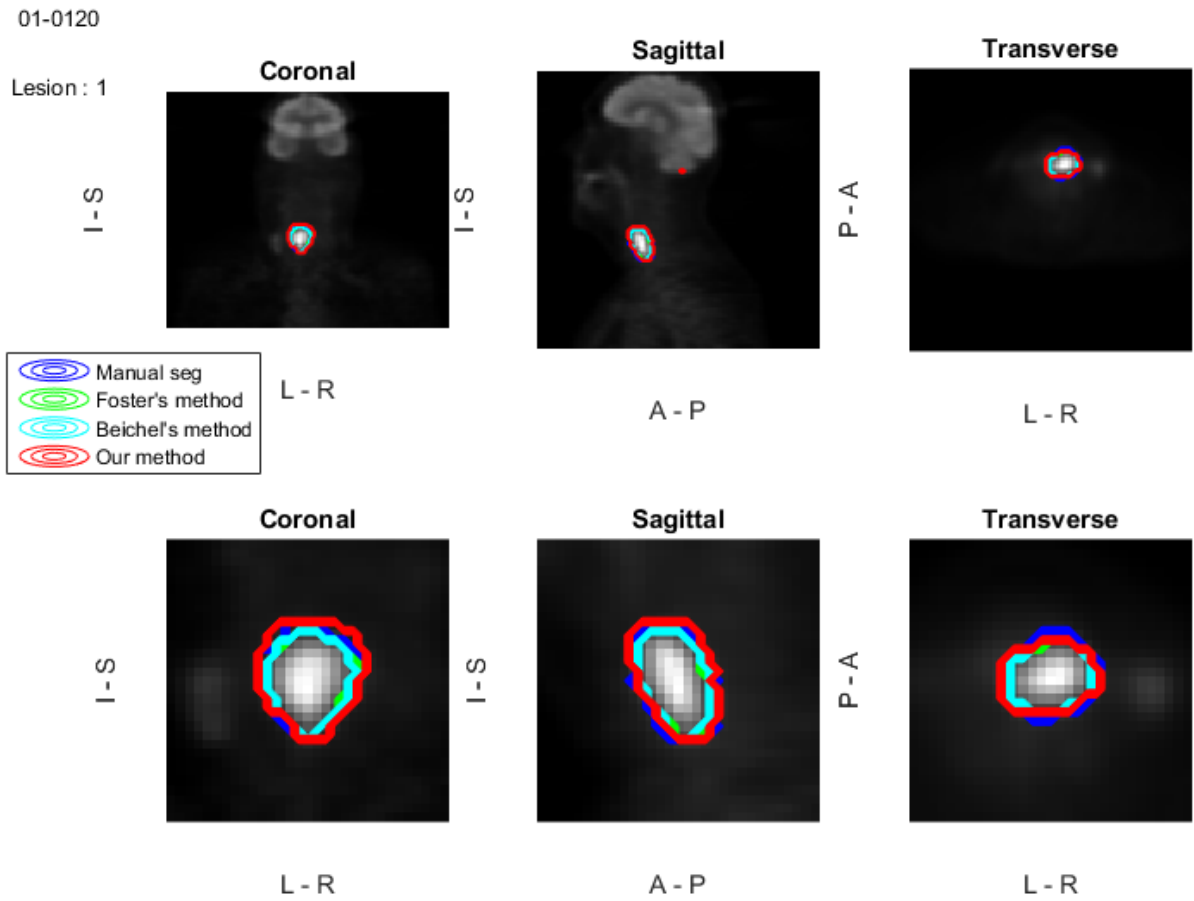 01-0120
Lesion : 1
Coronal
Sagittal
Transverse
I - S
I - S
P - A
Manual seg
Foster's method
Beichel's method
Our method
L - R
A - P
L - R
Coronal
Sagittal
Transverse
I - S
I - S
P - A
L - R
A - P
L - R